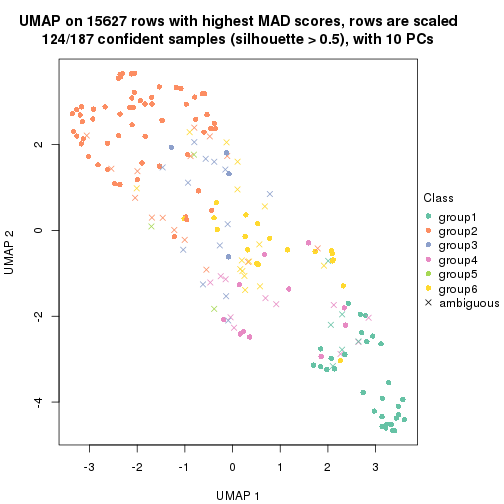 UMAP on 15627 rows with highest MAD scores, rows are scaled
124/187 confident samples (silhouette > 0.5), with 10 PCs
2
0
-2
-4
UMAP 2
-3 -2 -1 0 1 2 3
UMAP 1
Class
group1
group2
group3
group4
group5
group6
ambiguous